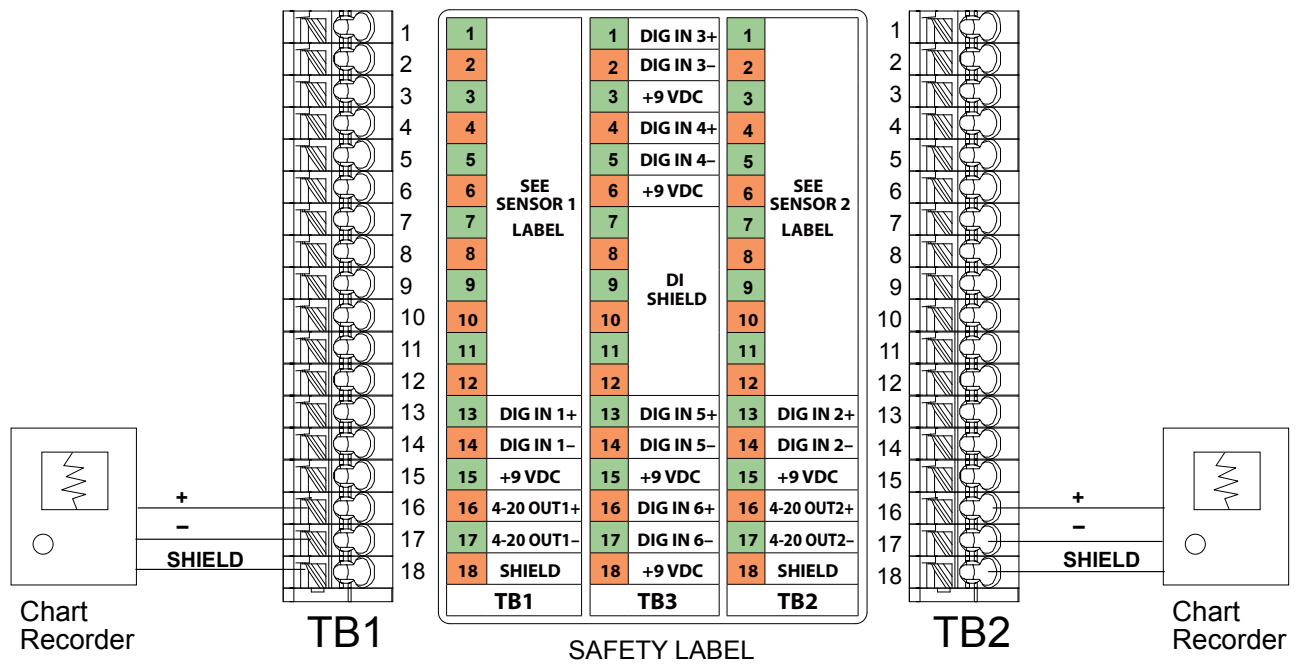 1
2
3
4
5
6
7
8
9
10
11
12
13
14
15
16
17
18
TB1
+
−
SHIELD
Chart
Recorder
1
2
3
4
5
6
7
8
9
10
11
12
SEE
SENSOR 1
LABEL
13 DIG IN 1+
14 DIG IN 1–
15 +9 VDC
16 4-20 OUT1+
17 4-20 OUT1–
18 SHIELD
TB1
1 DIG IN 3+
2 DIG IN 3–
3 +9 VDC
4 DIG IN 4+
5 DIG IN 4–
6 +9 VDC
7
8
9
10
11
12
DI
SHIELD
13 DIG IN 5+
14 DIG IN 5–
15 +9 VDC
16 DIG IN 6+
17 DIG IN 6–
18 +9 VDC
TB3
1
2
3
4
5
6
7
8
9
10
11
12
SEE
SENSOR 2
LABEL
13 DIG IN 2+
14 DIG IN 2–
15 +9 VDC
16 4-20 OUT2+
17 4-20 OUT2–
18 SHIELD
TB2
SAFETY LABEL
1
2
3
4
5
6
7
8
9
10
11
12
13
14
15
16
17
18
TB2
+
−
SHIELD
Chart
Recorder